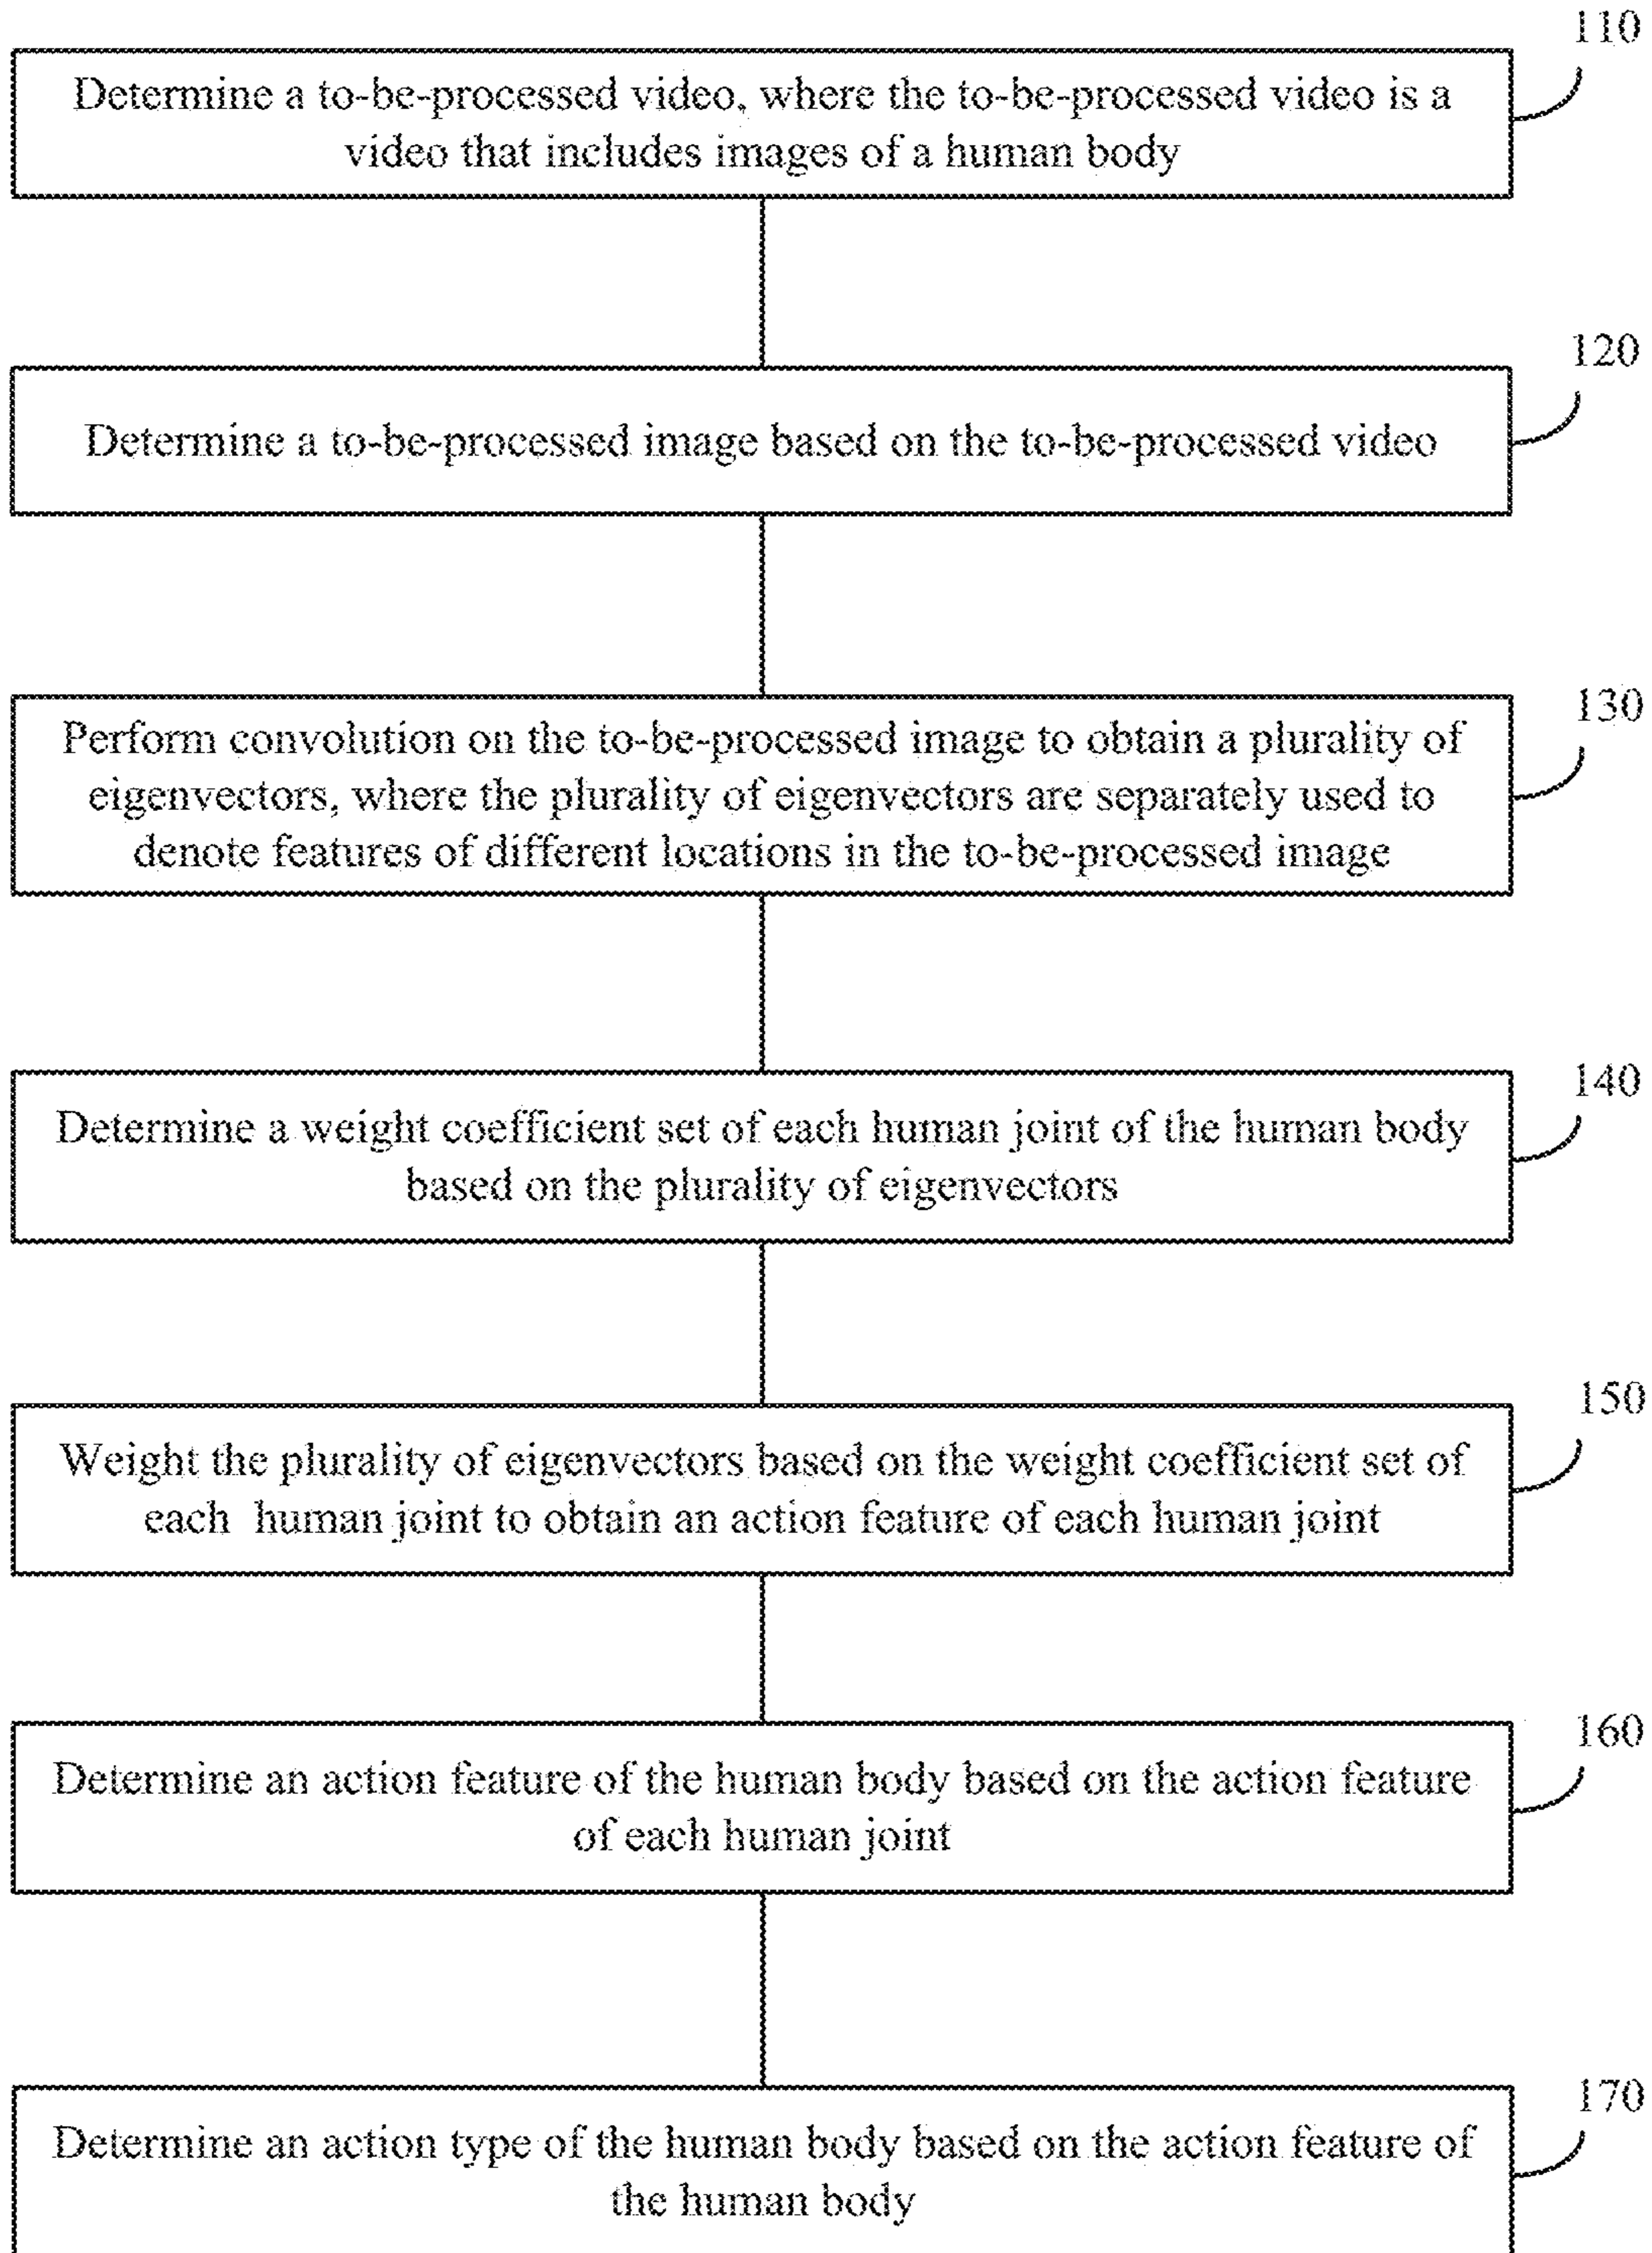 110
Determine a to-be-processed video, where the to-be-processed video is a
video that includes images of a human body
120
Determine a to-be-processed image based on the to-be-processed video
130
Perform convolution on the to-be-processed image to obtain a plurality of
eigenvectors, where the plurality of eigenvectors are separately used to
denote features of different locations in the to-be-processed image
140
Determine a weight coefficient set of each human joint of the human body
based on the plurality of eigenvectors
150
Weight the plurality of eigenvectors based on the weight coefficient set of
each human joint to obtain an action feature of each human joint
160
Determine an action feature of the human body based on the action feature
of each human joint
170
Determine an action type of the human body based on the action feature of
the human body